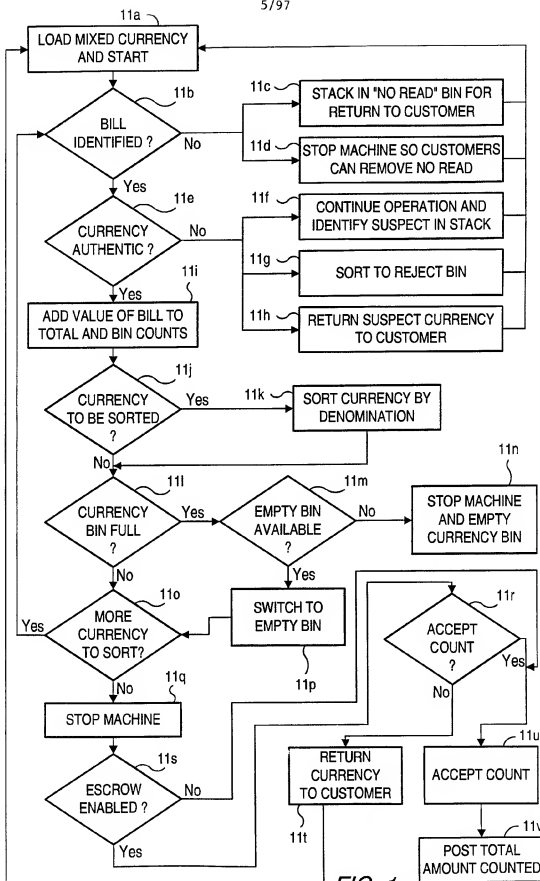 5/97
11a
LOAD MIXED CURRENCY
AND START
11b
BILL
IDENTIFIED ?
No
Yes
11c
STACK IN "NO READ" BIN FOR
RETURN TO CUSTOMER
11d
STOP MACHINE SO CUSTOMERS
CAN REMOVE NO READ
11e
CURRENCY
AUTHENTIC ?
No
Yes
11f
CONTINUE OPERATION AND
IDENTIFY SUSPECT IN STACK
11g
SORT TO REJECT BIN
11h
RETURN SUSPECT CURRENCY
TO CUSTOMER
11i
ADD VALUE OF BILL TO
TOTAL AND BIN COUNTS
11j
CURRENCY
TO BE SORTED
?
Yes
No
11k
SORT CURRENCY BY
DENOMINATION
11l
CURRENCY
BIN FULL
?
Yes
No
11m
EMPTY BIN
AVAILABLE
?
No
Yes
11n
STOP MACHINE
AND EMPTY
CURRENCY BIN
11o
MORE
CURRENCY
TO SORT?
Yes
No
SWITCH TO
EMPTY BIN
11p
11r
ACCEPT
COUNT
?
Yes
No
11q
STOP MACHINE
11s
ESCROW
ENABLED ?
No
Yes
RETURN
CURRENCY
TO CUSTOMER
11t
11u
ACCEPT COUNT
11v
POST TOTAL
AMOUNT COUNTED